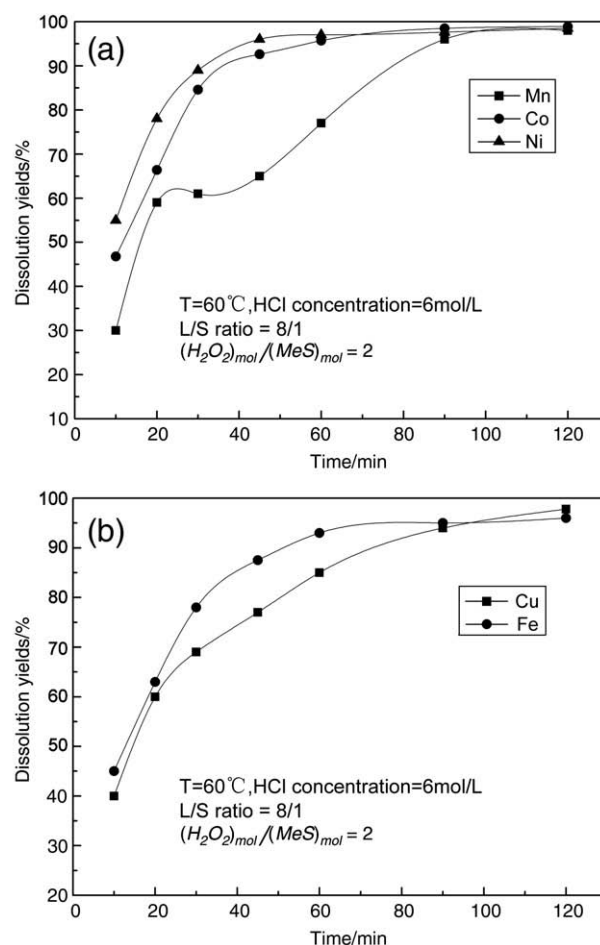 (a)
100
90
80
70
60
50
40
30
20
10
Dissolution yields/%
Mn
Co
Ni
T=60℃,HCl concentration=6mol/L
L/S ratio = 8/1
(H₂O₂)mol/(MeS)mol = 2
0 20 40 60 80 100 120
Time/min
(b)
100
90
80
70
60
50
40
30
20
Dissolution yields/%
Cu
Fe
T=60℃,HCl concentration=6mol/L
L/S ratio = 8/1
(H₂O₂)mol/(MeS)mol = 2
0 20 40 60 80 100 120
Time/min